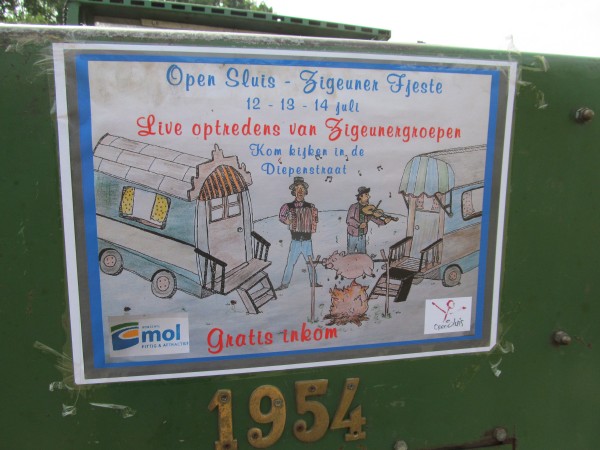 Open Sluis - Zigeuner Fjeste
12 - 13 - 14 juli
Live optredens van Zigeunergroepen
Kom kijken in de
Diepenstraat
mol
Gratis inkom
1954